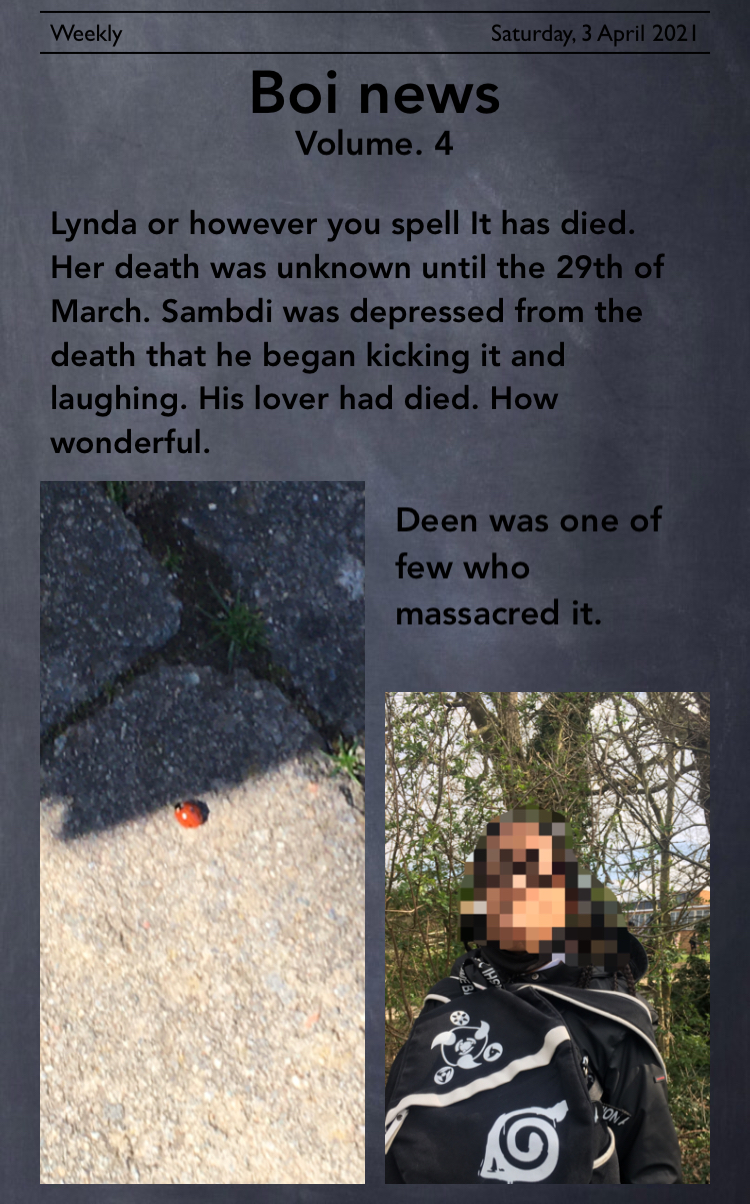 Weekly
Saturday, 3 April 2021
Boi news
Volume. 4
Lynda or however you spell It has died.
Her death was unknown until the 29th of
March. Sambdi was depressed from the
death that he began kicking it and
laughing. His lover had died. How
wonderful.
Deen was one of
few who
massacred it.